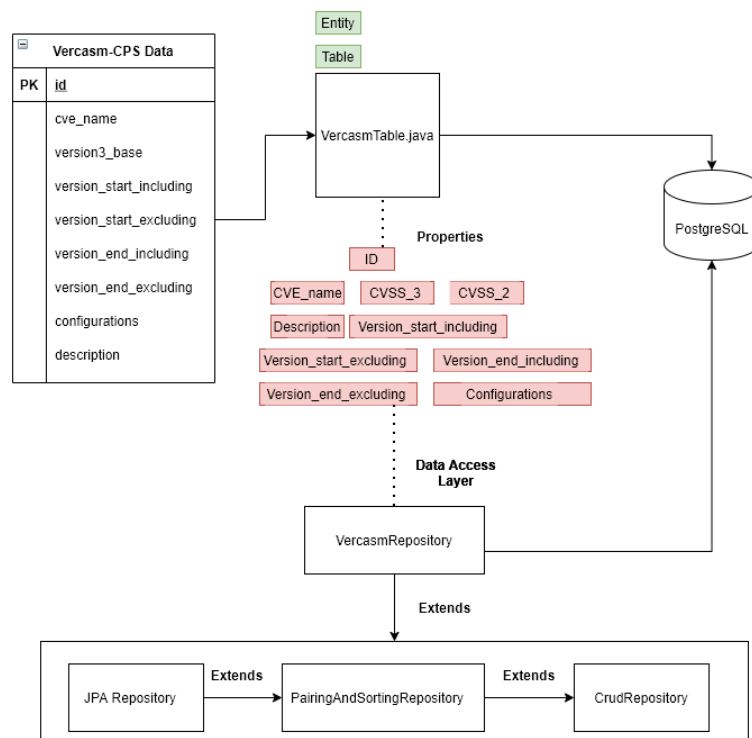 Vercasm-CPS Data
PK
id
cve_name
version3_base
version_start_including
version_start_excluding
version_end_including
version_end_excluding
configurations
description
Entity
Table
VercasmTable.java
PostgreSQL
Properties
ID
CVE_name CVSS_3 CVSS_2
Description Version_start_including
Version_start_excluding Version_end_including
Version_end_excluding Configurations
Data Access
Layer
VercasmRepository
Extends
JPA Repository Extends PairingAndSortingRepository Extends CrudRepository